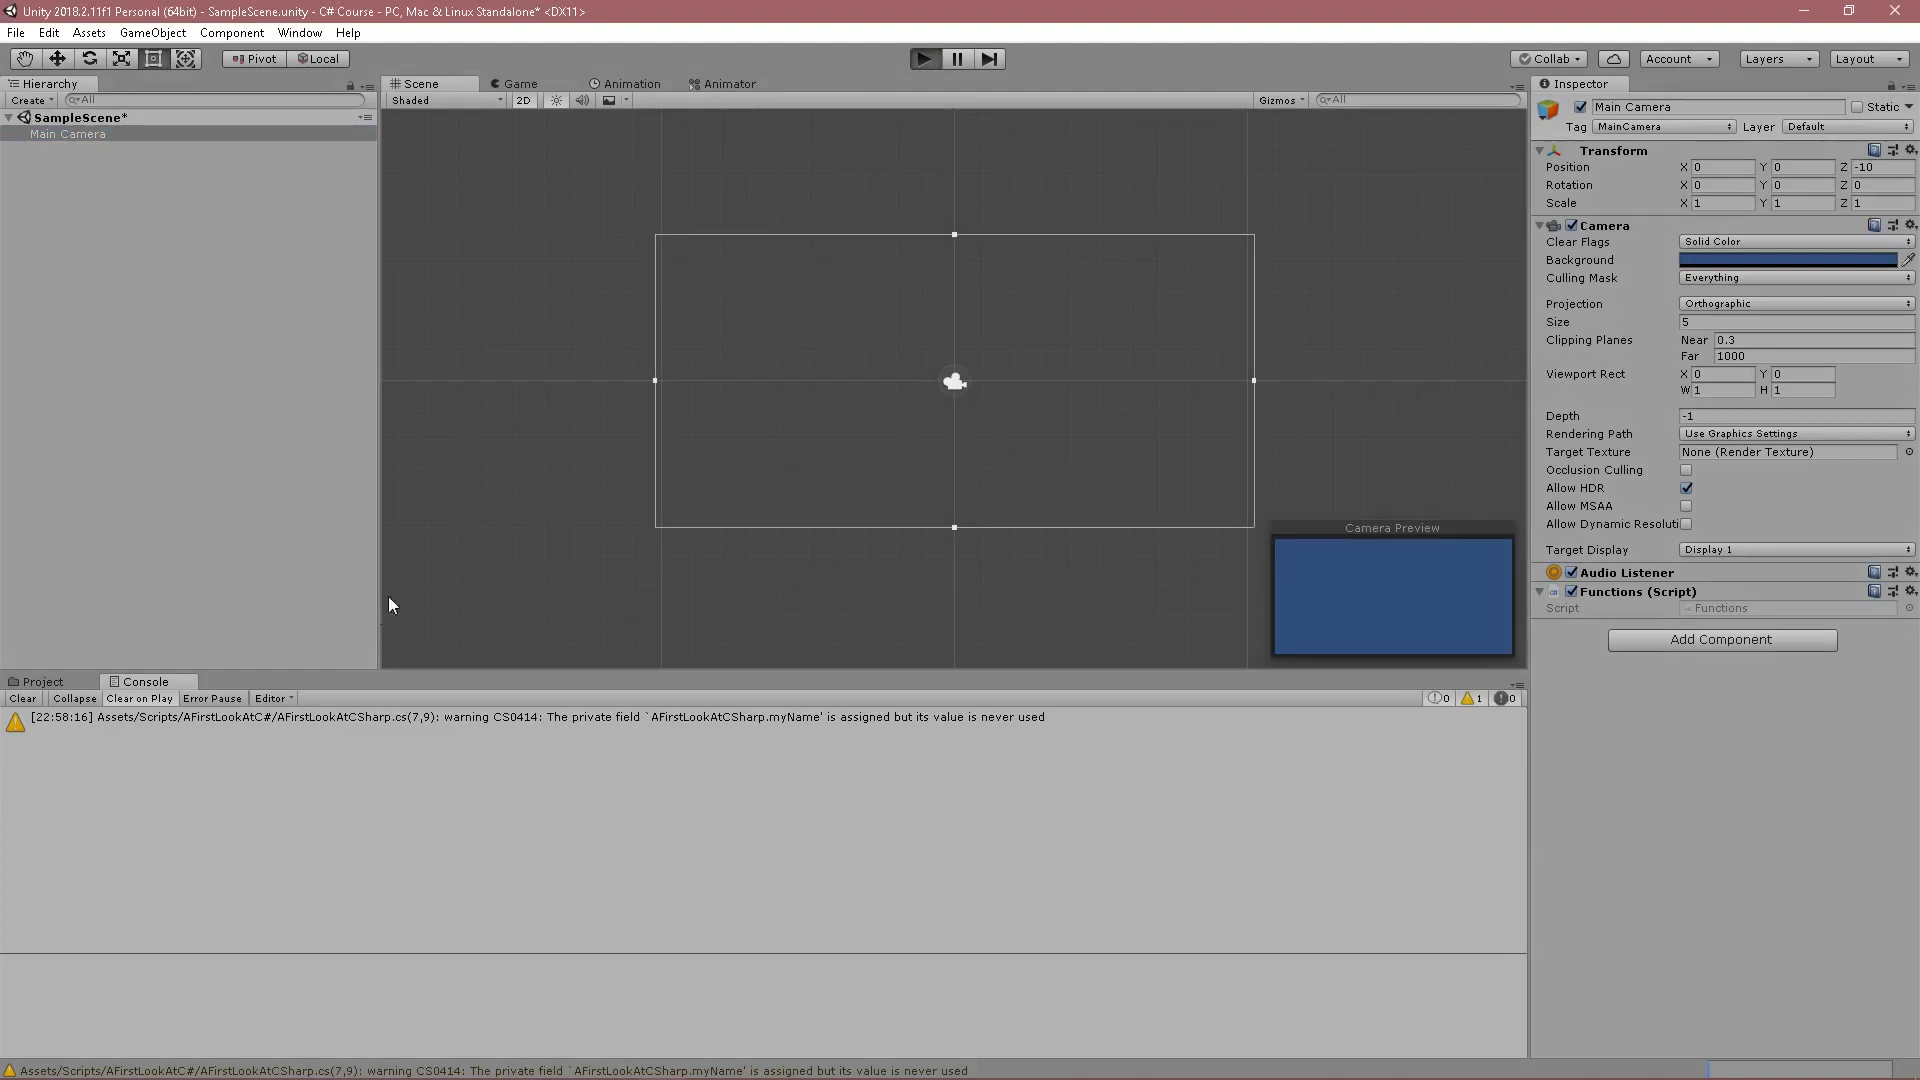 Unity 2018.2.11f1 Personal (64bit) - SampleScene.unity - C# Course - PC, Mac & Linux Standalone* <DX11>
File Edit Assets GameObject Component Window Help
Pivot Local Collab Account Layers Layout
Hierarchy
Create All
SampleScene*
Main Camera
Scene Game Animation Animator
Shaded 2D Gizmos All
Camera Preview
Inspector
Main Camera Static
Tag MainCamera Layer Default
Transform
Position X 0 Y 0 Z -10
Rotation X 0 Y 0 Z 0
Scale X 1 Y 1 Z 1
Camera
Clear Flags Solid Color
Background
Culling Mask Everything
Projection Orthographic
Size 5
Clipping Planes Near 0.3
Far 1000
Viewport Rect X 0 Y 0
W 1 H 1
Depth -1
Rendering Path Use Graphics Settings
Target Texture None (Render Texture)
Occlusion Culling
Allow HDR
Allow MSAA
Allow Dynamic Resoluti
Target Display Display 1
Audio Listener
Functions (Script)
Script Functions
Add Component
Project Console
Clear Collapse Clear on Play Error Pause Editor 0 1 0
[22:58:16] Assets/Scripts/AFirstLookAtC#/AFirstLookAtCSharp.cs(7,9): warning CS0414: The private field `AFirstLookAtCSharp.myName' is assigned but its value is never used
Assets/Scripts/AFirstLookAtC#/AFirstLookAtCSharp.cs(7,9): warning CS0414: The private field `AFirstLookAtCSharp.myName' is assigned but its value is never used